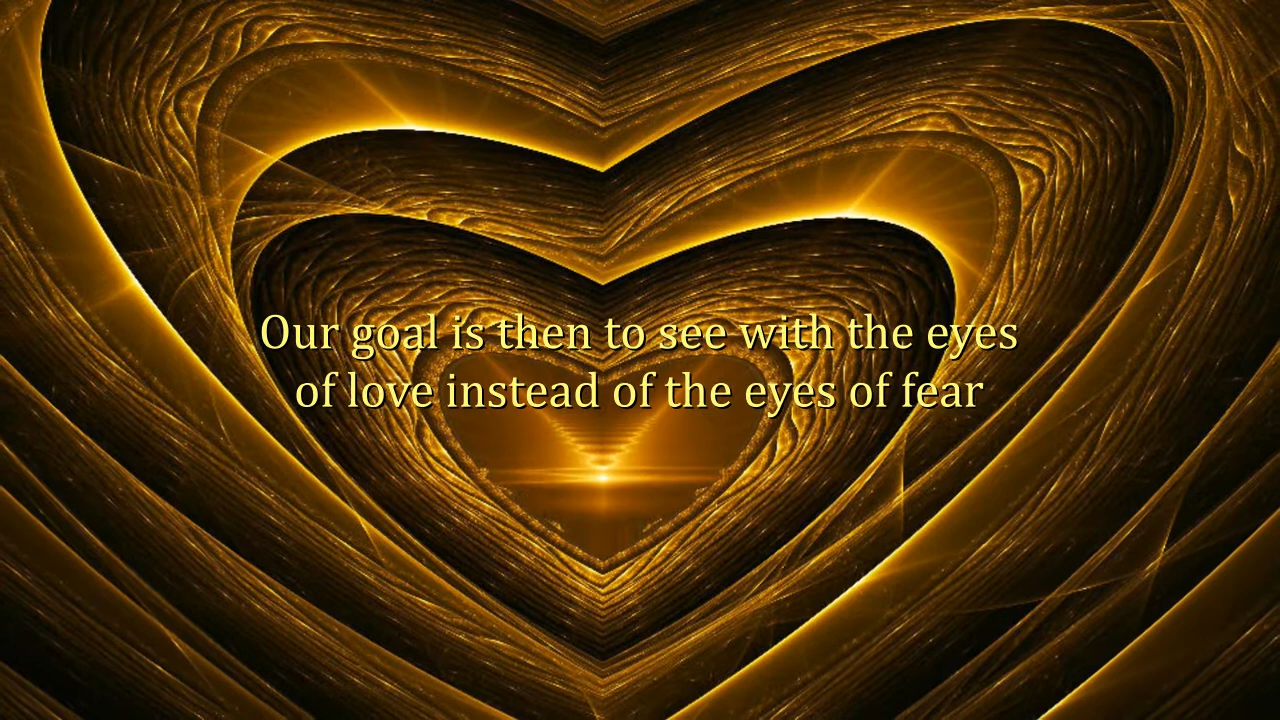 Our goal is then to see with the eyes
of love instead of the eyes of fear